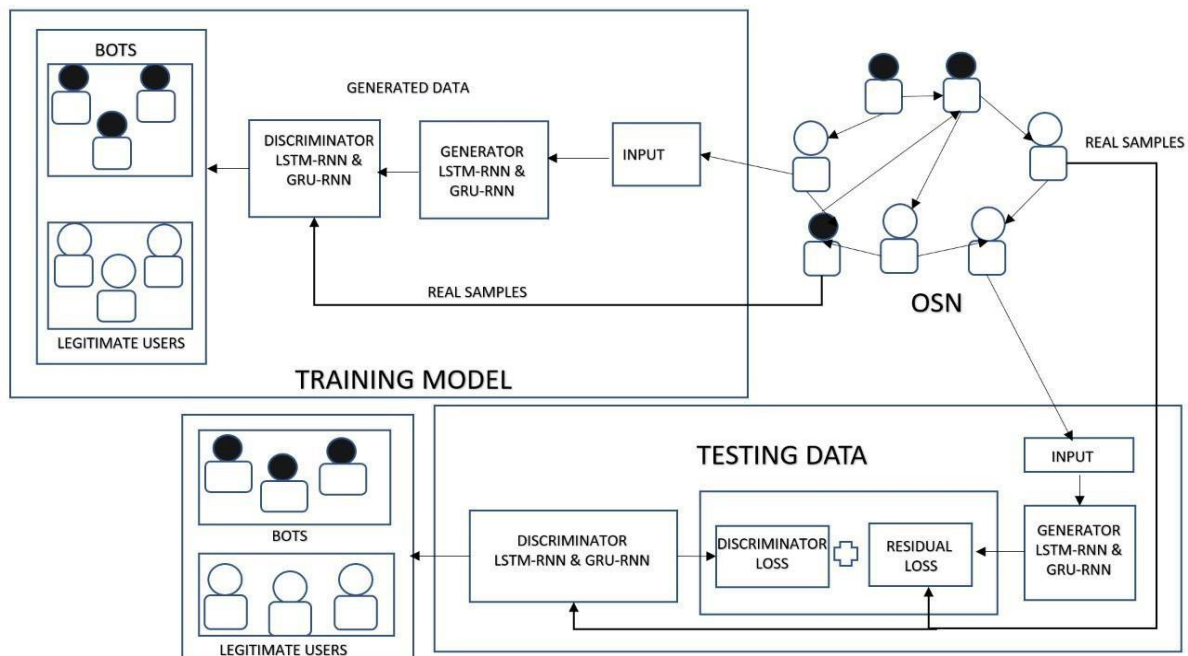 BOTS
GENERATED DATA
DISCRIMINATOR
LSTM-RNN &
GRU-RNN
GENERATOR
LSTM-RNN &
GRU-RNN
INPUT
REAL SAMPLES
REAL SAMPLES
OSN
LEGITIMATE USERS
TRAINING MODEL
TESTING DATA
INPUT
BOTS
DISCRIMINATOR
LSTM-RNN & GRU-RNN
DISCRIMINATOR
LOSS
RESIDUAL
LOSS
GENERATOR
LSTM-RNN &
GRU-RNN
LEGITIMATE USERS